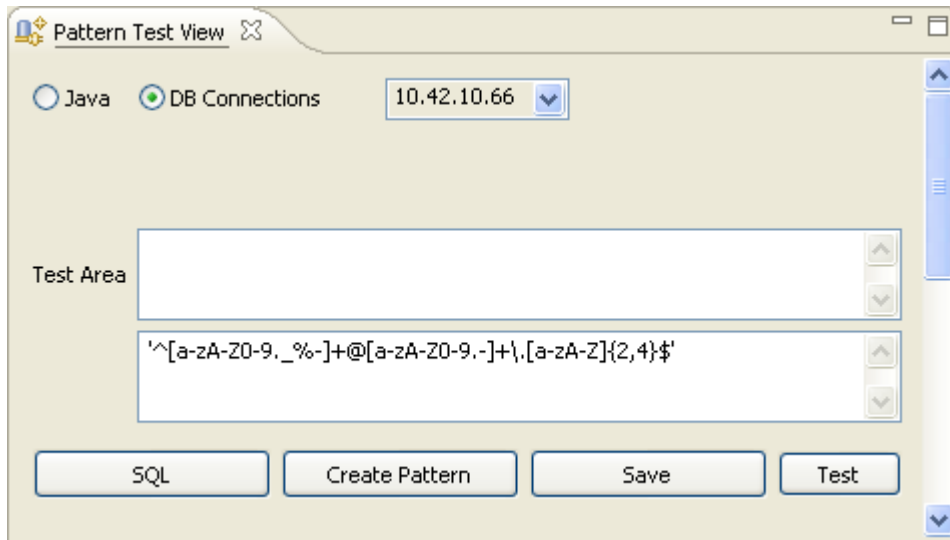 Pattern Test View
Java DB Connections 10.42.10.66
Test Area
'^[a-zA-Z0-9._%-]+@[a-zA-Z0-9.-]+\.[a-zA-Z]{2,4}$'
SQL Create Pattern Save Test